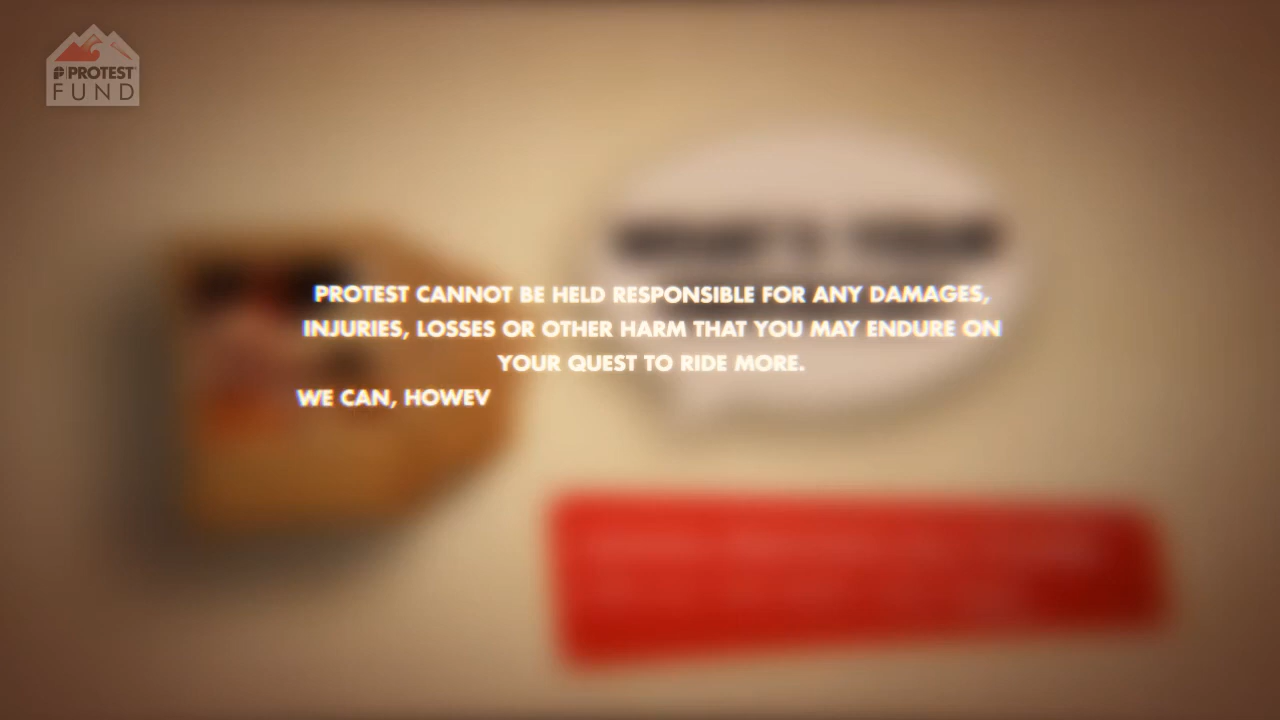 PROTEST
FUND
PROTEST CANNOT BE HELD RESPONSIBLE FOR ANY DAMAGES,
INJURIES, LOSSES OR OTHER HARM THAT YOU MAY ENDURE ON
YOUR QUEST TO RIDE MORE.
WE CAN, HOWEV